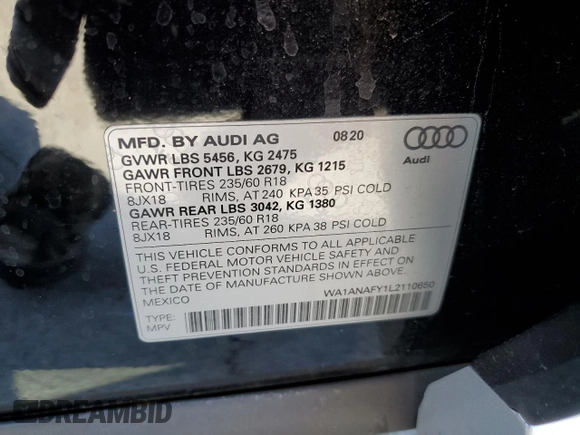 MFD. BY AUDI AG 0820
GVWR LBS 5456, KG 2475
GAWR FRONT LBS 2679, KG 1215
FRONT-TIRES 235/60 R18
8JX18 RIMS, AT 240 KPA 35 PSI COLD
GAWR REAR LBS 3042, KG 1380
REAR-TIRES 235/60 R18
8JX18 RIMS, AT 260 KPA 38 PSI COLD
Audi
THIS VEHICLE CONFORMS TO ALL APPLICABLE
U.S. FEDERAL MOTOR VEHICLE SAFETY AND
THEFT PREVENTION STANDARDS IN EFFECT ON
THE DATE OF MANUFACTURE SHOWN ABOVE.
MEXICO
WA1ANAFY1L2110650
TYPE:
MPV
DREAMBID